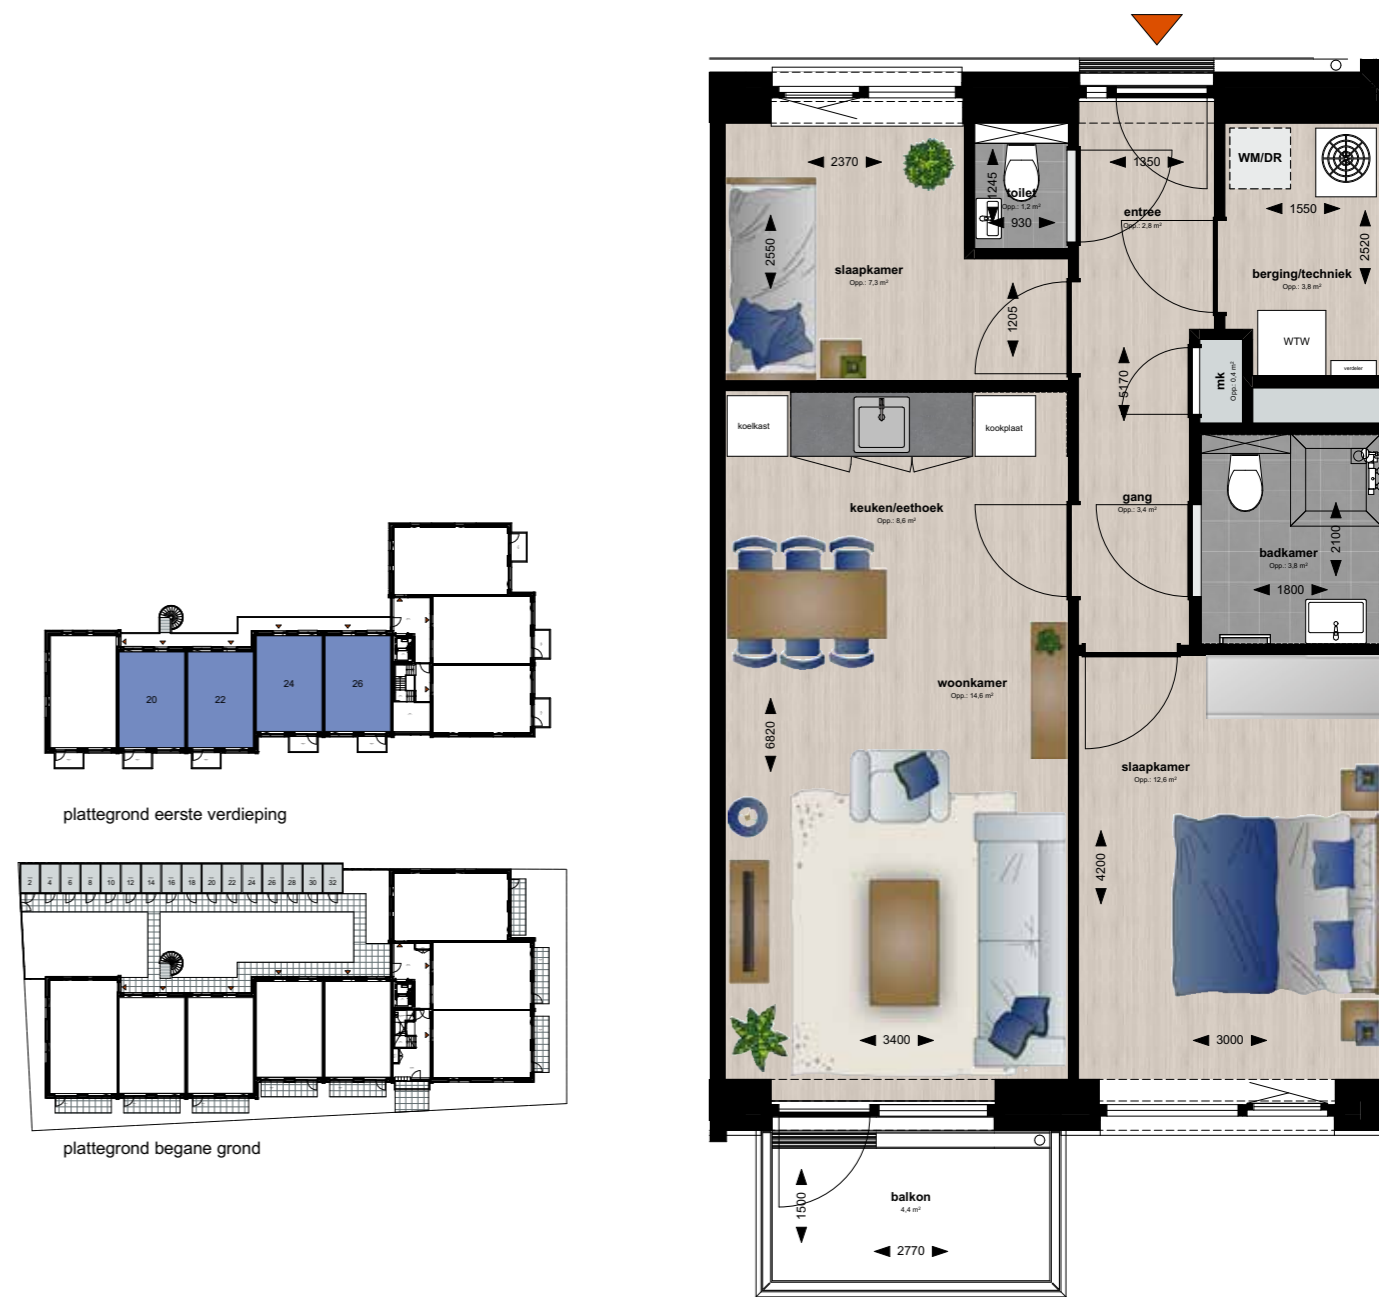 2370
1245
toilet
Opp.: 1,2 m²
930
1350
entree
Opp.: 2,8 m²
WM/DR
1550
2520
berging/techniek
Opp.: 3,8 m²
2550
slaapkamer
Opp.: 7,3 m²
1205
WTW
verdeler
5170
mk
Opp.: 0,4 m²
koelkast
kookplaat
keuken/eethoek
Opp.: 8,6 m²
gang
Opp.: 3,4 m²
badkamer
Opp.: 3,8 m²
2100
1800
woonkamer
Opp.: 14,6 m²
6820
slaapkamer
Opp.: 12,6 m²
4200
3400
3000
balkon
4,4 m²
1500
2770
20
22
24
26
plattegrond eerste verdieping
2 4 6 8 10 12 14 16 18 20 22 24 26 28 30 32
plattegrond begane grond